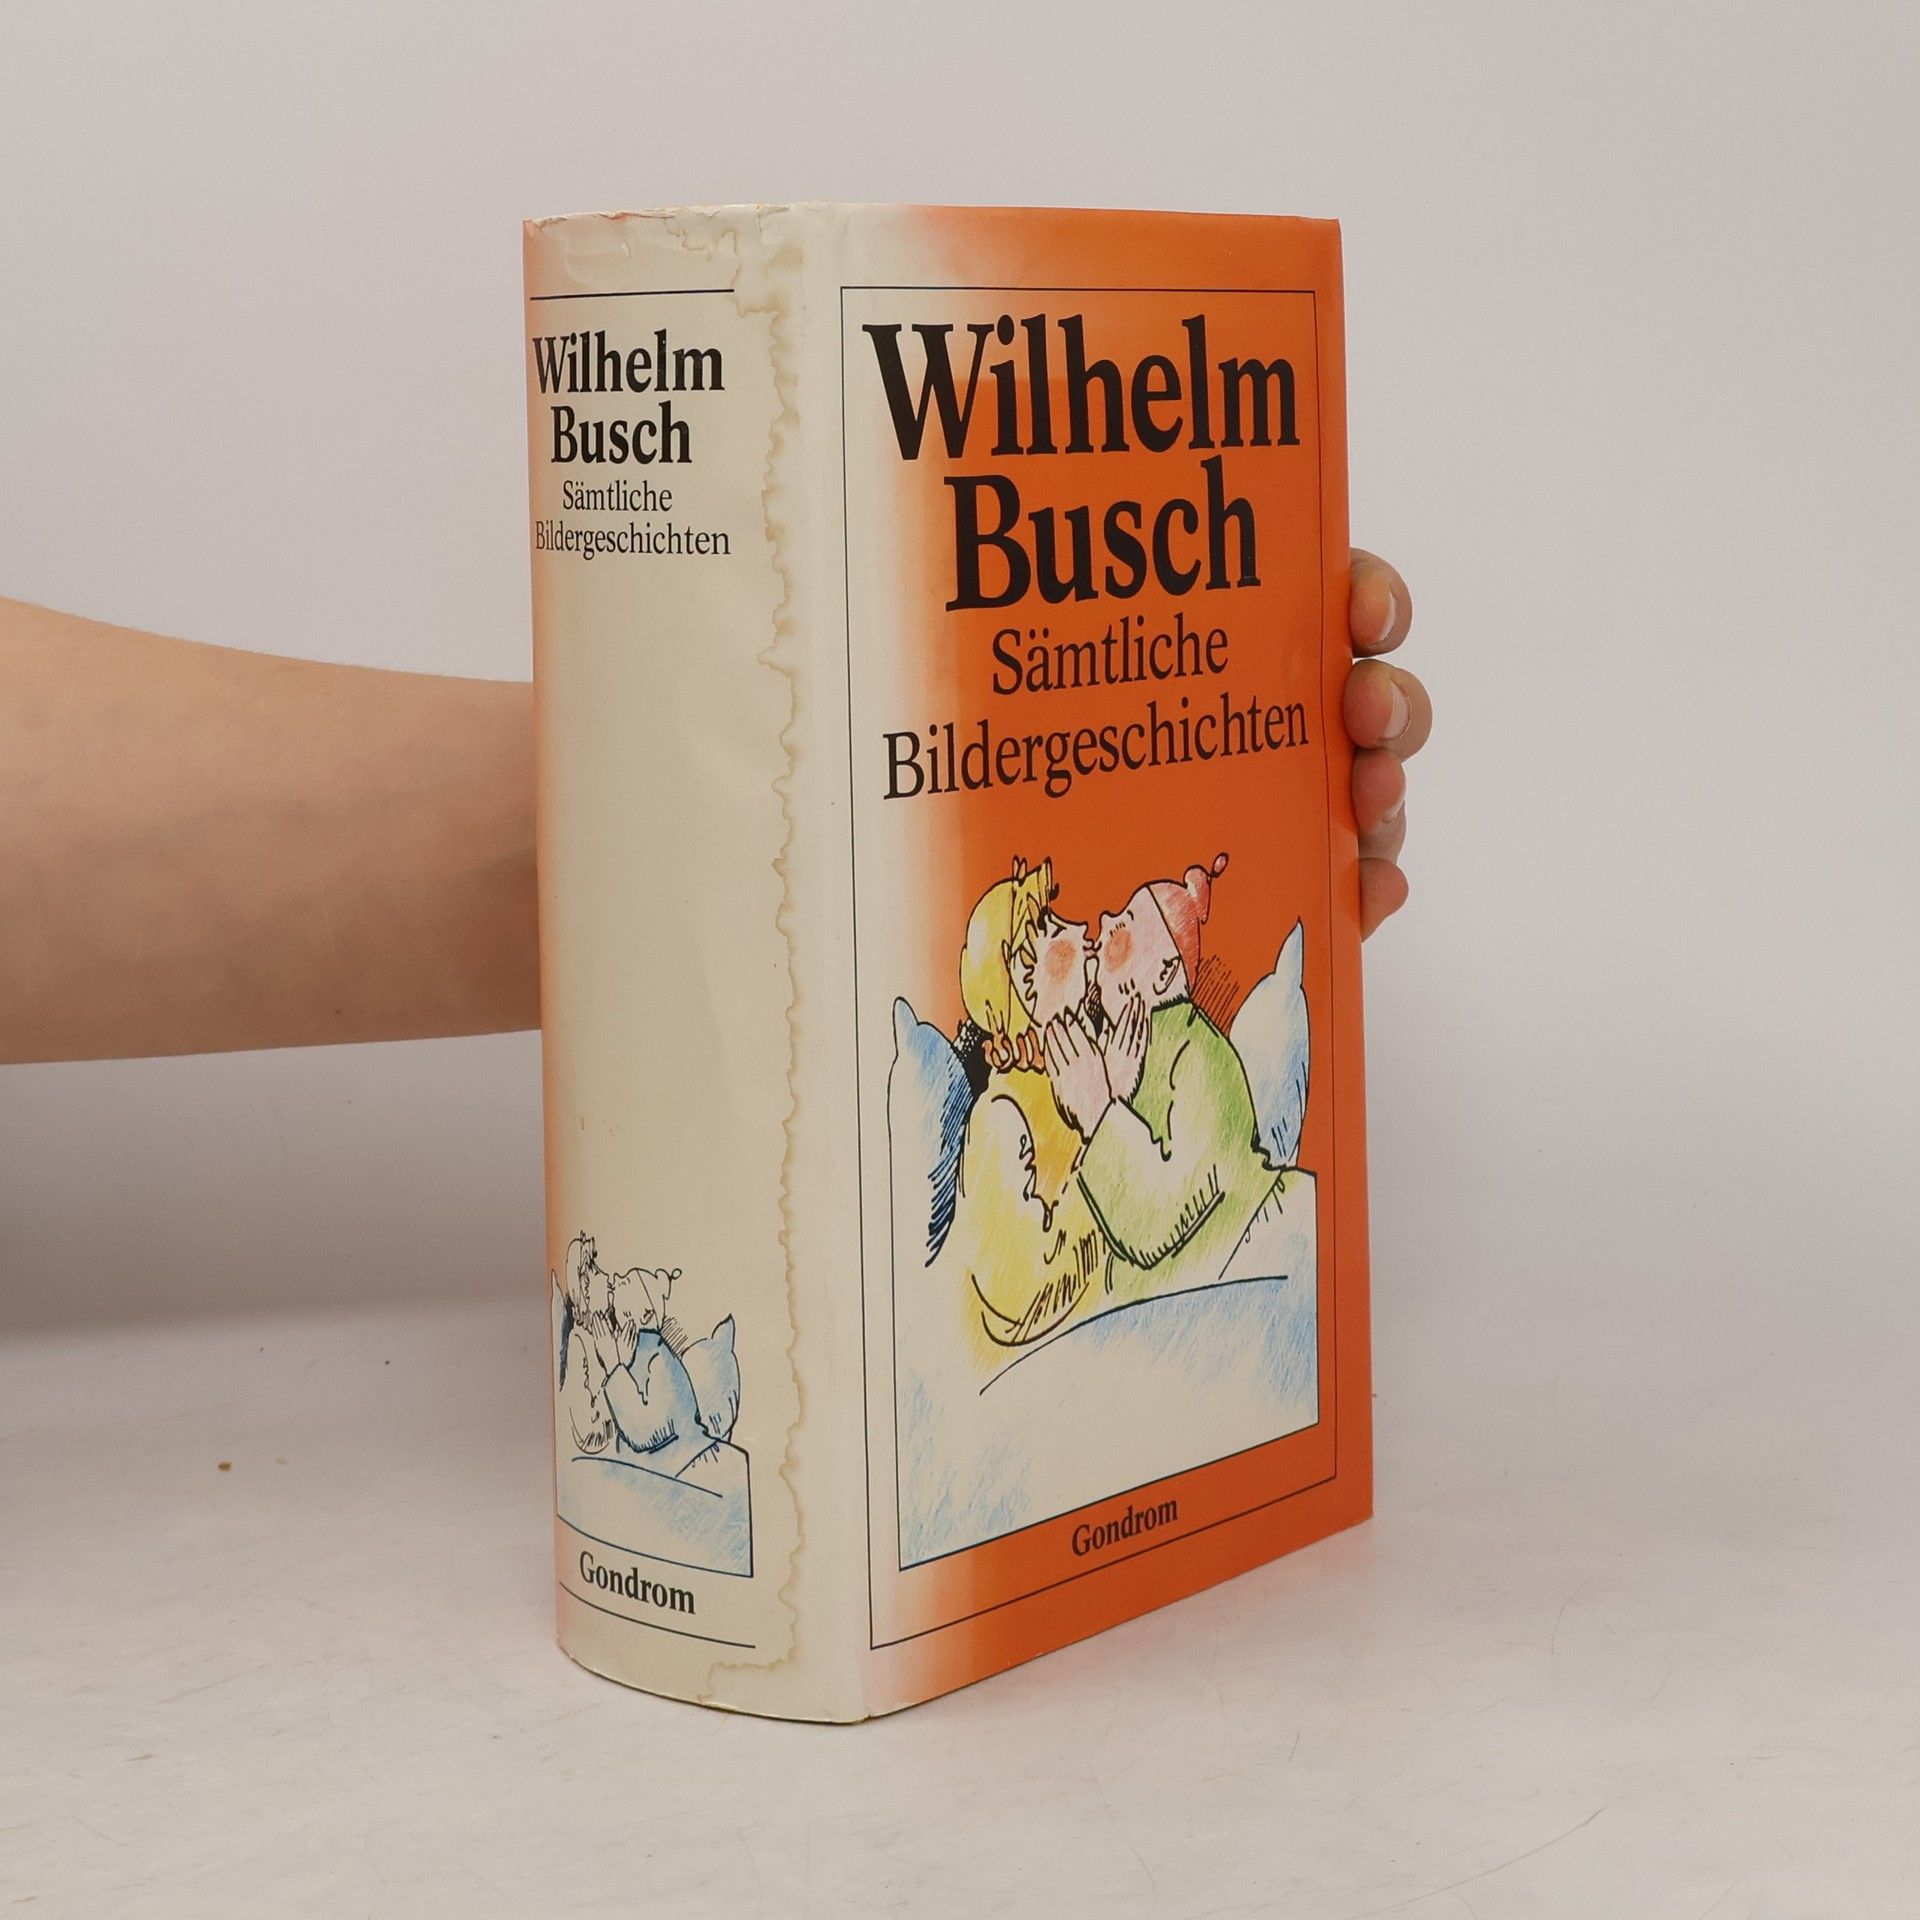 Wilhelm
Busch
Sämtliche
Bildergeschichten
Gondrom
Wilhelm
Busch
Sämtliche
Bildergeschichten
Gondrom